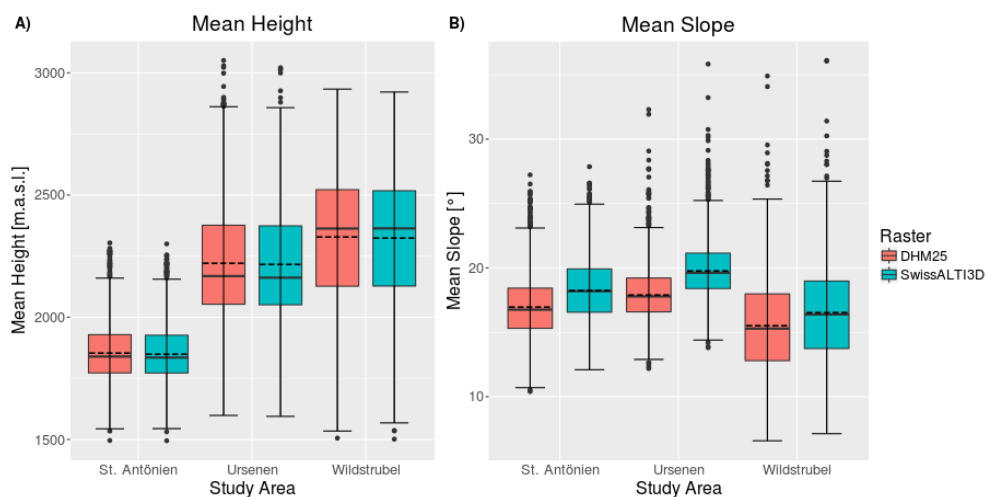 A)
Mean Height
Mean Height [m.a.s.l.]
3000
2500
2000
1500
St. Antönien
Ursenen
Wildstrubel
Study Area
B)
Mean Slope
Mean Slope [°]
30
20
10
St. Antönien
Ursenen
Wildstrubel
Study Area
Raster
DHM25
SwissALTI3D